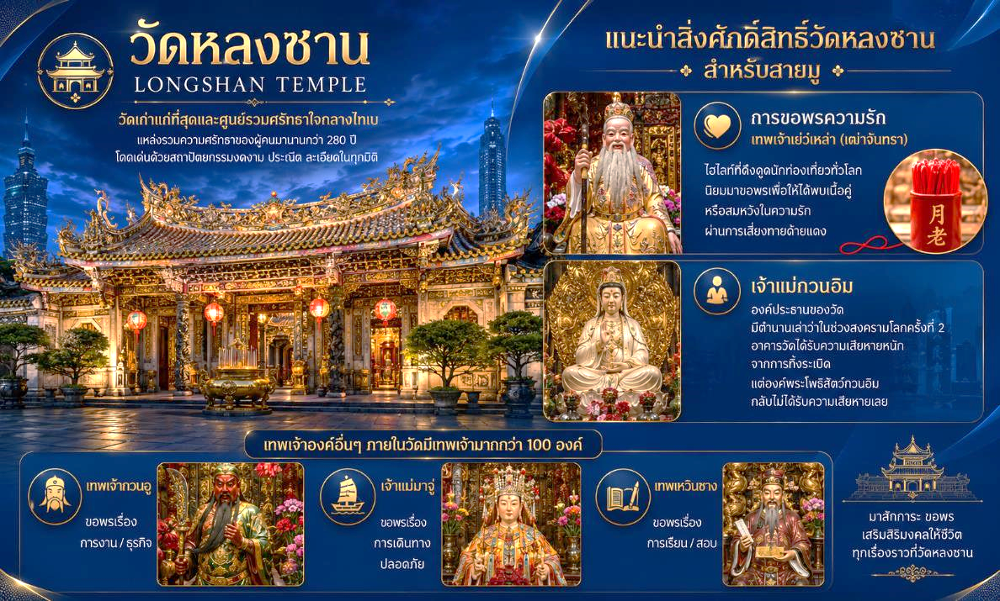 วัดหลงซาน
LONGSHAN TEMPLE
วัดเก่าแก่ที่สุดและศูนย์รวมศรัทธาใจกลางไทเป
แหล่งรวมความศรัทธาของผู้คนมานานกว่า 280 ปี
โดดเด่นด้วยสถาปัตยกรรมงดงาม ประณีต ละเอียดในทุกมิติ
แนะนำสิ่งศักดิ์สิทธิ์วัดหลงซาน
สำหรับสายมู
การขอพรความรัก
เทพเจ้าเย่ว์เหล่า (เฒ่าจันทรา)
ไฮไลท์ที่ดึงดูดนักท่องเที่ยวทั่วโลก
นิยมมาขอพรเพื่อให้ได้พบเนื้อคู่
หรือสมหวังในความรัก
ผ่านการเสี่ยงทายด้ายแดง
月老
เจ้าแม่กวนอิม
องค์ประธานของวัด
มีตำนานเล่าว่าในช่วงสงครามโลกครั้งที่ 2
อาคารวัดได้รับความเสียหายหนัก
จากการทิ้งระเบิด
แต่องค์พระโพธิสัตว์กวนอิม
กลับไม่ได้รับความเสียหายเลย
เทพเจ้าองค์อื่นๆ ภายในวัดมีเทพเจ้ามากกว่า 100 องค์
เทพเจ้ากวนอู
ขอพรเรื่อง
การงาน / ธุรกิจ
เจ้าแม่มาจู่
ขอพรเรื่อง
การเดินทาง
ปลอดภัย
เทพเหวินชาง
ขอพรเรื่อง
การเรียน / สอบ
มาสักการะ ขอพร
เสริมสิริมงคลให้ชีวิต
ทุกเรื่องราวที่วัดหลงซาน